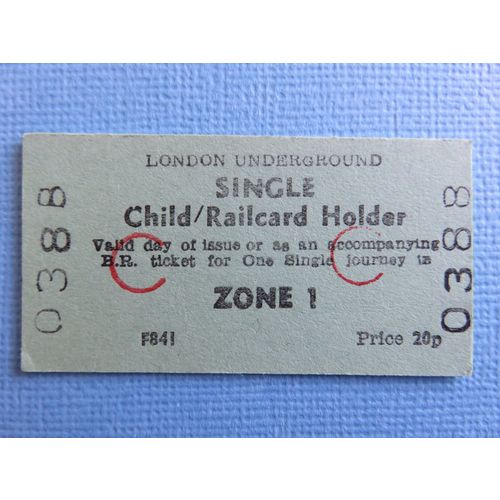 LONDON UNDERGROUND
SINGLE
Child/Railcard Holder
Valid day of issue or as an accompanying
B.R. ticket for One Single journey in
ZONE 1
F841 Price 20p
C C
0388
0388